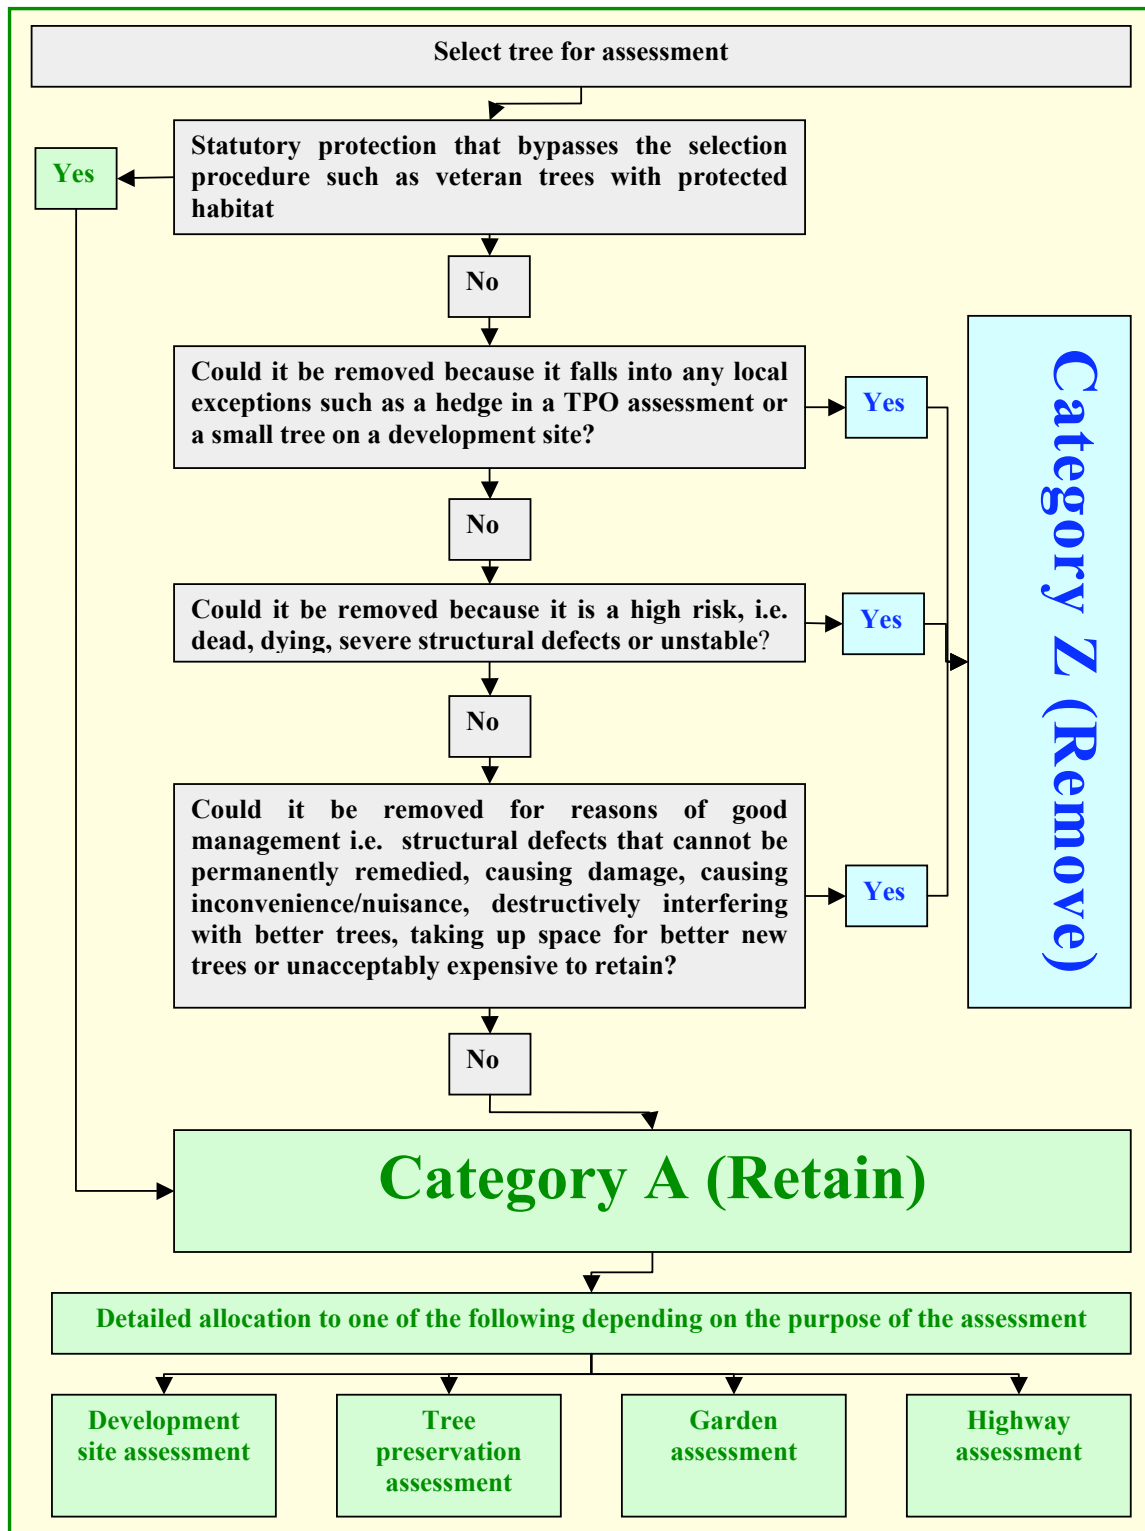 Select tree for assessment
Statutory protection that bypasses the selection
procedure such as veteran trees with protected
habitat
Yes
No
Could it be removed because it falls into any local
exceptions such as a hedge in a TPO assessment or
a small tree on a development site?
Yes
No
Could it be removed because it is a high risk, i.e.
dead, dying, severe structural defects or unstable?
Yes
No
Could it be removed for reasons of good
management i.e. structural defects that cannot be
permanently remedied, causing damage, causing
inconvenience/nuisance, destructively interfering
with better trees, taking up space for better new
trees or unacceptably expensive to retain?
Yes
Category Z (Remove)
No
Category A (Retain)
Detailed allocation to one of the following depending on the purpose of the assessment
Development
site assessment
Tree
preservation
assessment
Garden
assessment
Highway
assessment